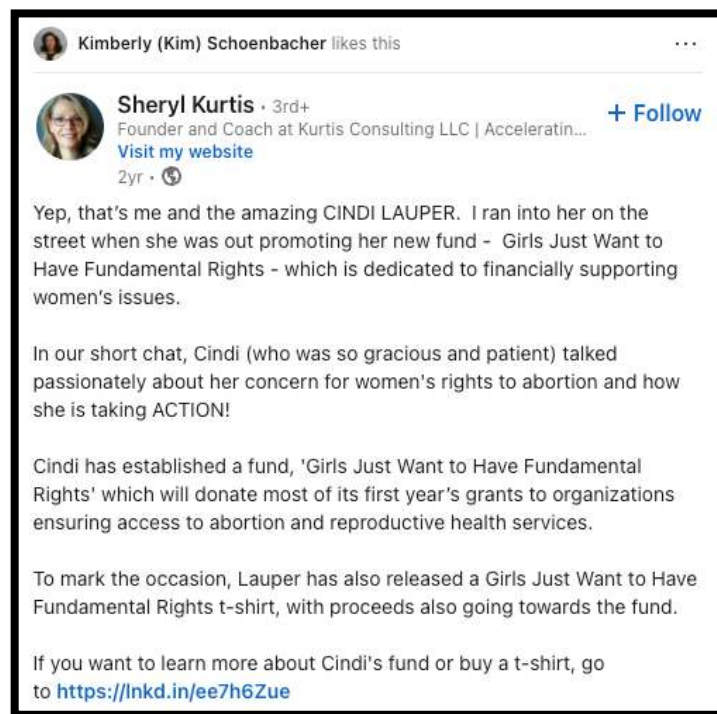 Kimberly (Kim) Schoenbacher likes this
Sheryl Kurtis · 3rd+
+ Follow
Founder and Coach at Kurtis Consulting LLC | Acceleratin...
Visit my website
2yr ·
Yep, that's me and the amazing CINDI LAUPER.  I ran into her on the
street when she was out promoting her new fund -  Girls Just Want to
Have Fundamental Rights - which is dedicated to financially supporting
women's issues.
In our short chat, Cindi (who was so gracious and patient) talked
passionately about her concern for women's rights to abortion and how
she is taking ACTION!
Cindi has established a fund, 'Girls Just Want to Have Fundamental
Rights' which will donate most of its first year's grants to organizations
ensuring access to abortion and reproductive health services.
To mark the occasion, Lauper has also released a Girls Just Want to Have
Fundamental Rights t-shirt, with proceeds also going towards the fund.
If you want to learn more about Cindi's fund or buy a t-shirt, go
to https://lnkd.in/ee7h6Zue